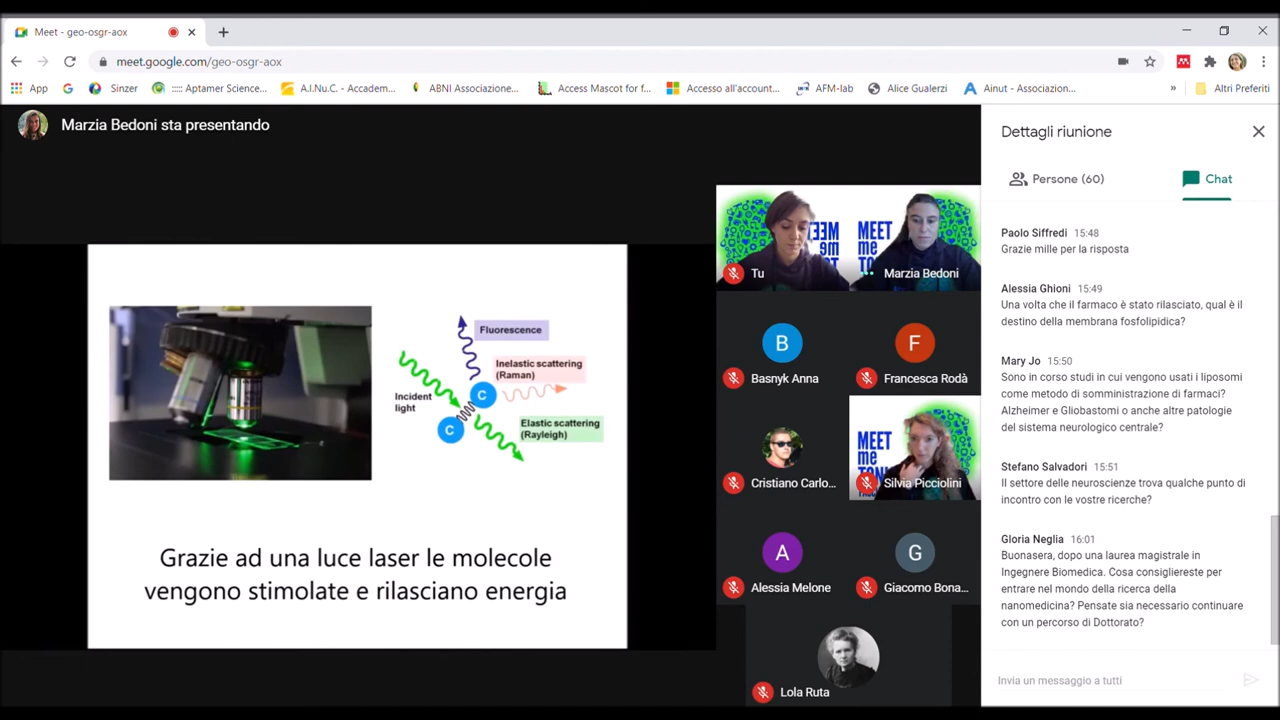 Meet - geo-osgr-aox
meet.google.com/geo-osgr-aox
App
Sinzer
:::: Aptamer Science...
A.I.Nu.C. - Accadem...
ABNI Associazione...
Access Mascot for f...
Accesso all'account...
AFM-lab
Alice Gualerzi
Ainut - Associazion...
»
Altri Preferiti
Marzia Bedoni sta presentando
Fluorescence
Inelastic scattering
(Raman)
Incident
light
C
C
Elastic scattering
(Rayleigh)
Grazie ad una luce laser le molecole
vengono stimolate e rilasciano energia
MEET
me
Tu
MEET
me
TO
Marzia Bedoni
B
Basnyk Anna
F
Francesca Rodà
Cristiano Carlo...
MEET
me
Silvia Picciolini
A
Alessia Melone
G
Giacomo Bona...
Lola Ruta
Dettagli riunione
Persone (60)
Chat
Paolo Siffredi 15:48
Grazie mille per la risposta
Alessia Ghioni 15:49
Una volta che il farmaco è stato rilasciato, qual è il
destino della membrana fosfolipidica?
Mary Jo 15:50
Sono in corso studi in cui vengono usati i liposomi
come metodo di somministrazione di farmaci?
Alzheimer e Gliobastomi o anche altre patologie
del sistema neurologico centrale?
Stefano Salvadori 15:51
Il settore delle neuroscienze trova qualche punto di
incontro con le vostre ricerche?
Gloria Neglia 16:01
Buonasera, dopo una laurea magistrale in
Ingegnere Biomedica. Cosa consigliereste per
entrare nel mondo della ricerca della
nanomedicina? Pensate sia necessario continuare
con un percorso di Dottorato?
Invia un messaggio a tutti